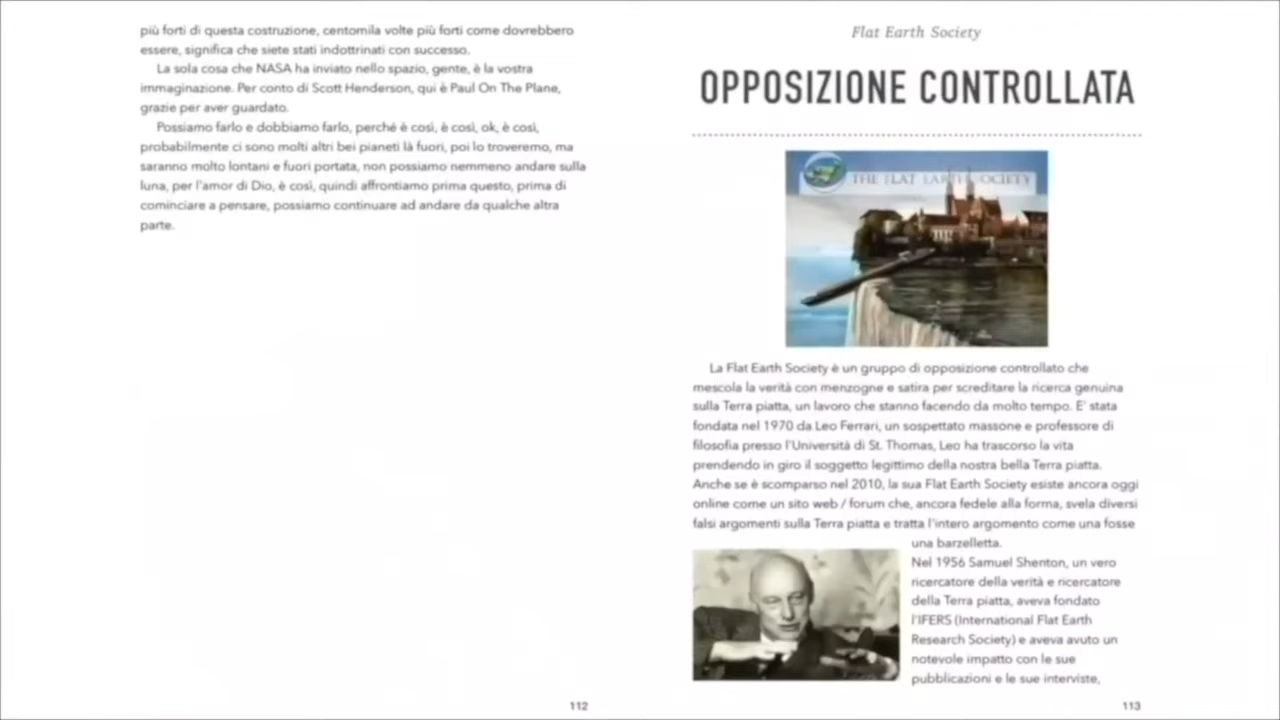 più forti di questa costruzione, centomila volte più forti come dovrebbero
essere, significa che siete stati indottrinati con successo.
La sola cosa che NASA ha inviato nello spazio, gente, è la vostra
immaginazione. Per conto di Scott Henderson, qui è Paul On The Plane,
grazie per aver guardato.
Possiamo farlo e dobbiamo farlo, perché è così, è così, ok, è così,
probabilmente ci sono molti altri bei pianeti là fuori, poi lo troveremo, ma
saranno molto lontani e fuori portata, non possiamo nemmeno andare sulla
luna, per l'amor di Dio, è così, quindi affrontiamo prima questo, prima di
cominciare a pensare, possiamo continuare ad andare da qualche altra
parte.
112
Flat Earth Society
OPPOSIZIONE CONTROLLATA
THE FLAT EARTH SOCIETY
La Flat Earth Society è un gruppo di opposizione controllato che
mescola la verità con menzogne e satira per screditare la ricerca genuina
sulla Terra piatta, un lavoro che stanno facendo da molto tempo. E' stata
fondata nel 1970 da Leo Ferrari, un sospettato massone e professore di
filosofia presso l'Università di St. Thomas, Leo ha trascorso la vita
prendendo in giro il soggetto legittimo della nostra bella Terra piatta.
Anche se è scomparso nel 2010, la sua Flat Earth Society esiste ancora oggi
online come un sito web / forum che, ancora fedele alla forma, svela diversi
falsi argomenti sulla Terra piatta e tratta l'intero argomento come una fosse
una barzelletta.
Nel 1956 Samuel Shenton, un vero
ricercatore della verità e ricercatore
della Terra piatta, aveva fondato
l'IFERS (International Flat Earth
Research Society) e aveva avuto un
notevole impatto con le sue
pubblicazioni e le sue interviste,
113